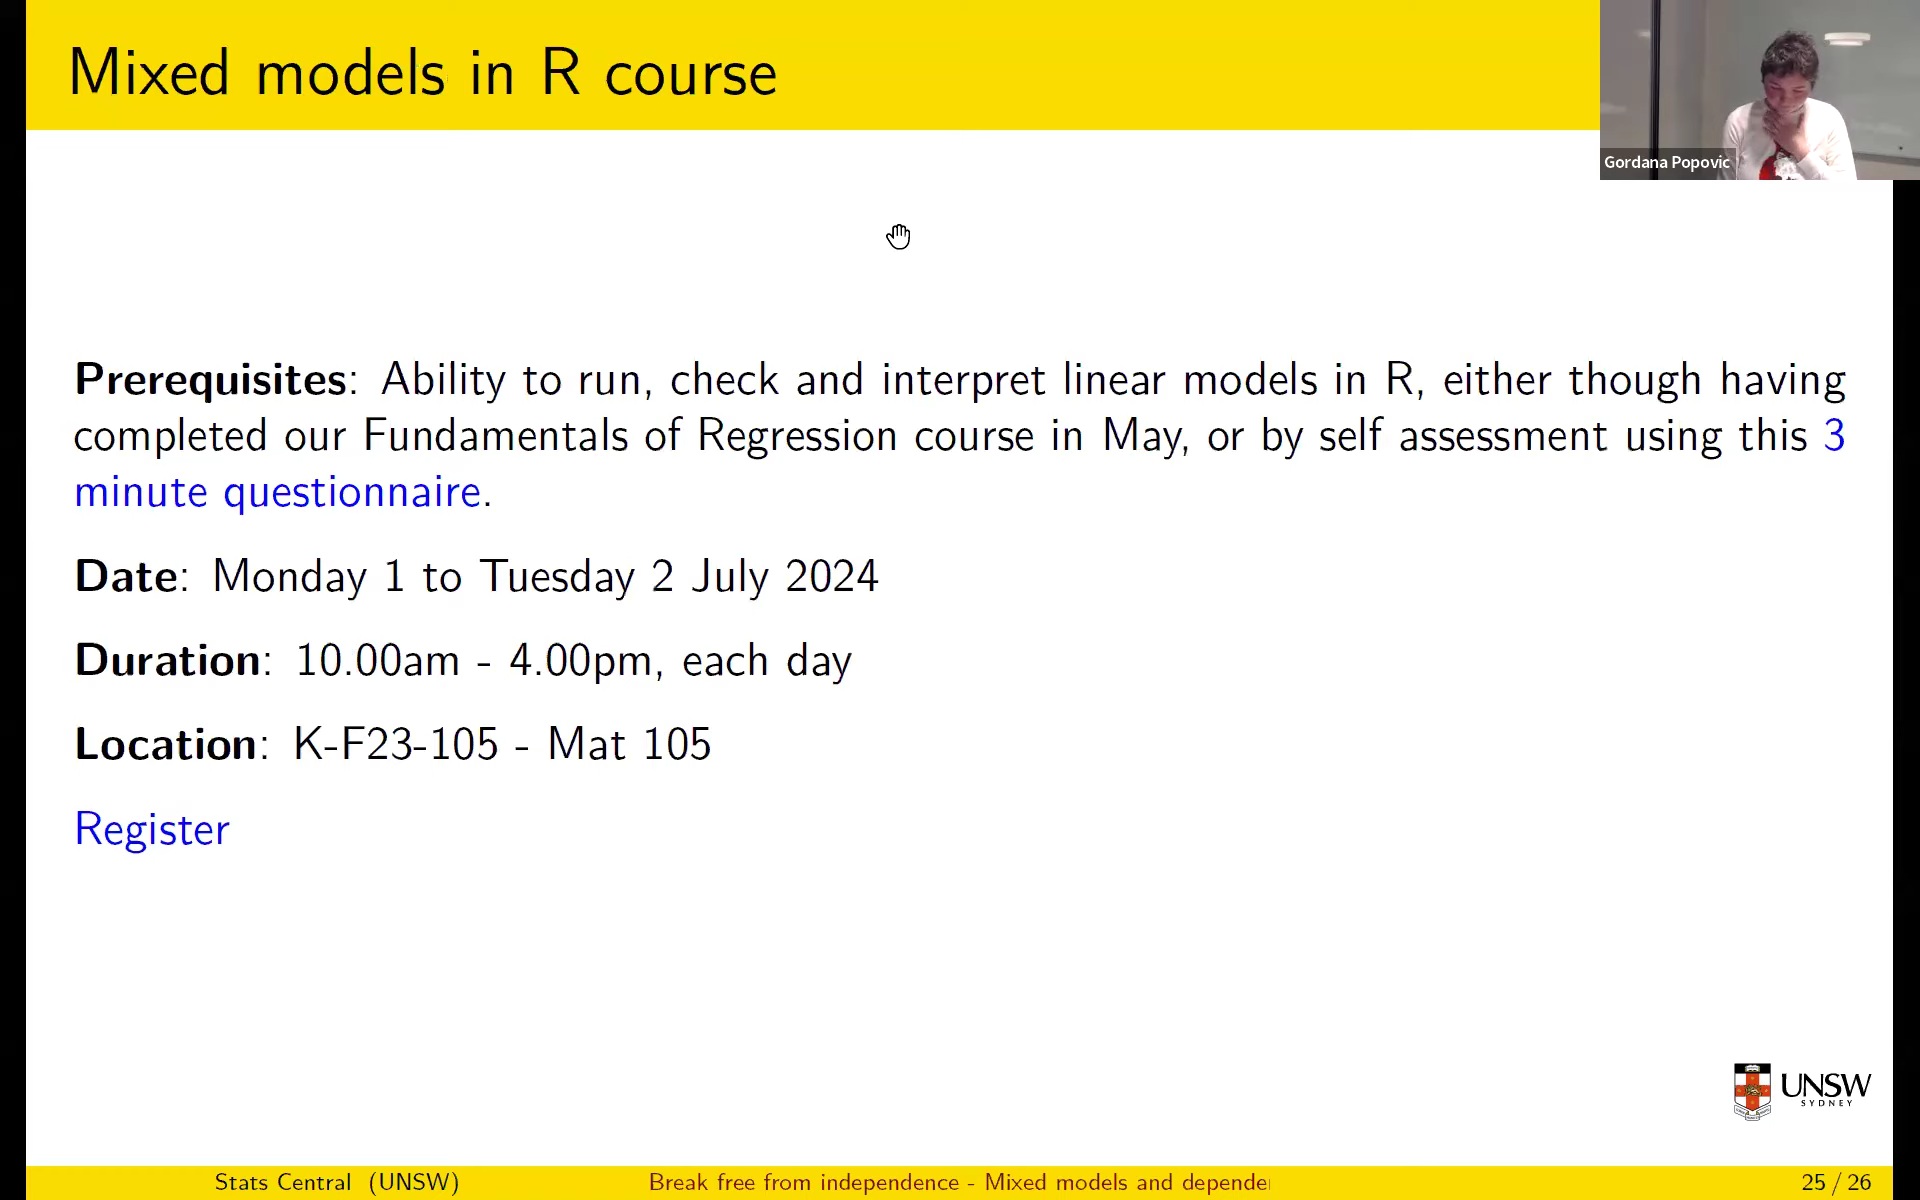 Mixed models in R course
Gordana Popovic
Prerequisites: Ability to run, check and interpret linear models in R, either though having
completed our Fundamentals of Regression course in May, or by self assessment using this 3
minute questionnaire.
Date: Monday 1 to Tuesday 2 July 2024
Duration: 10.00am - 4.00pm, each day
Location: K-F23-105 - Mat 105
Register
UNSW
SYDNEY
Stats Central (UNSW)
Break free from independence - Mixed models and depende
25 / 26